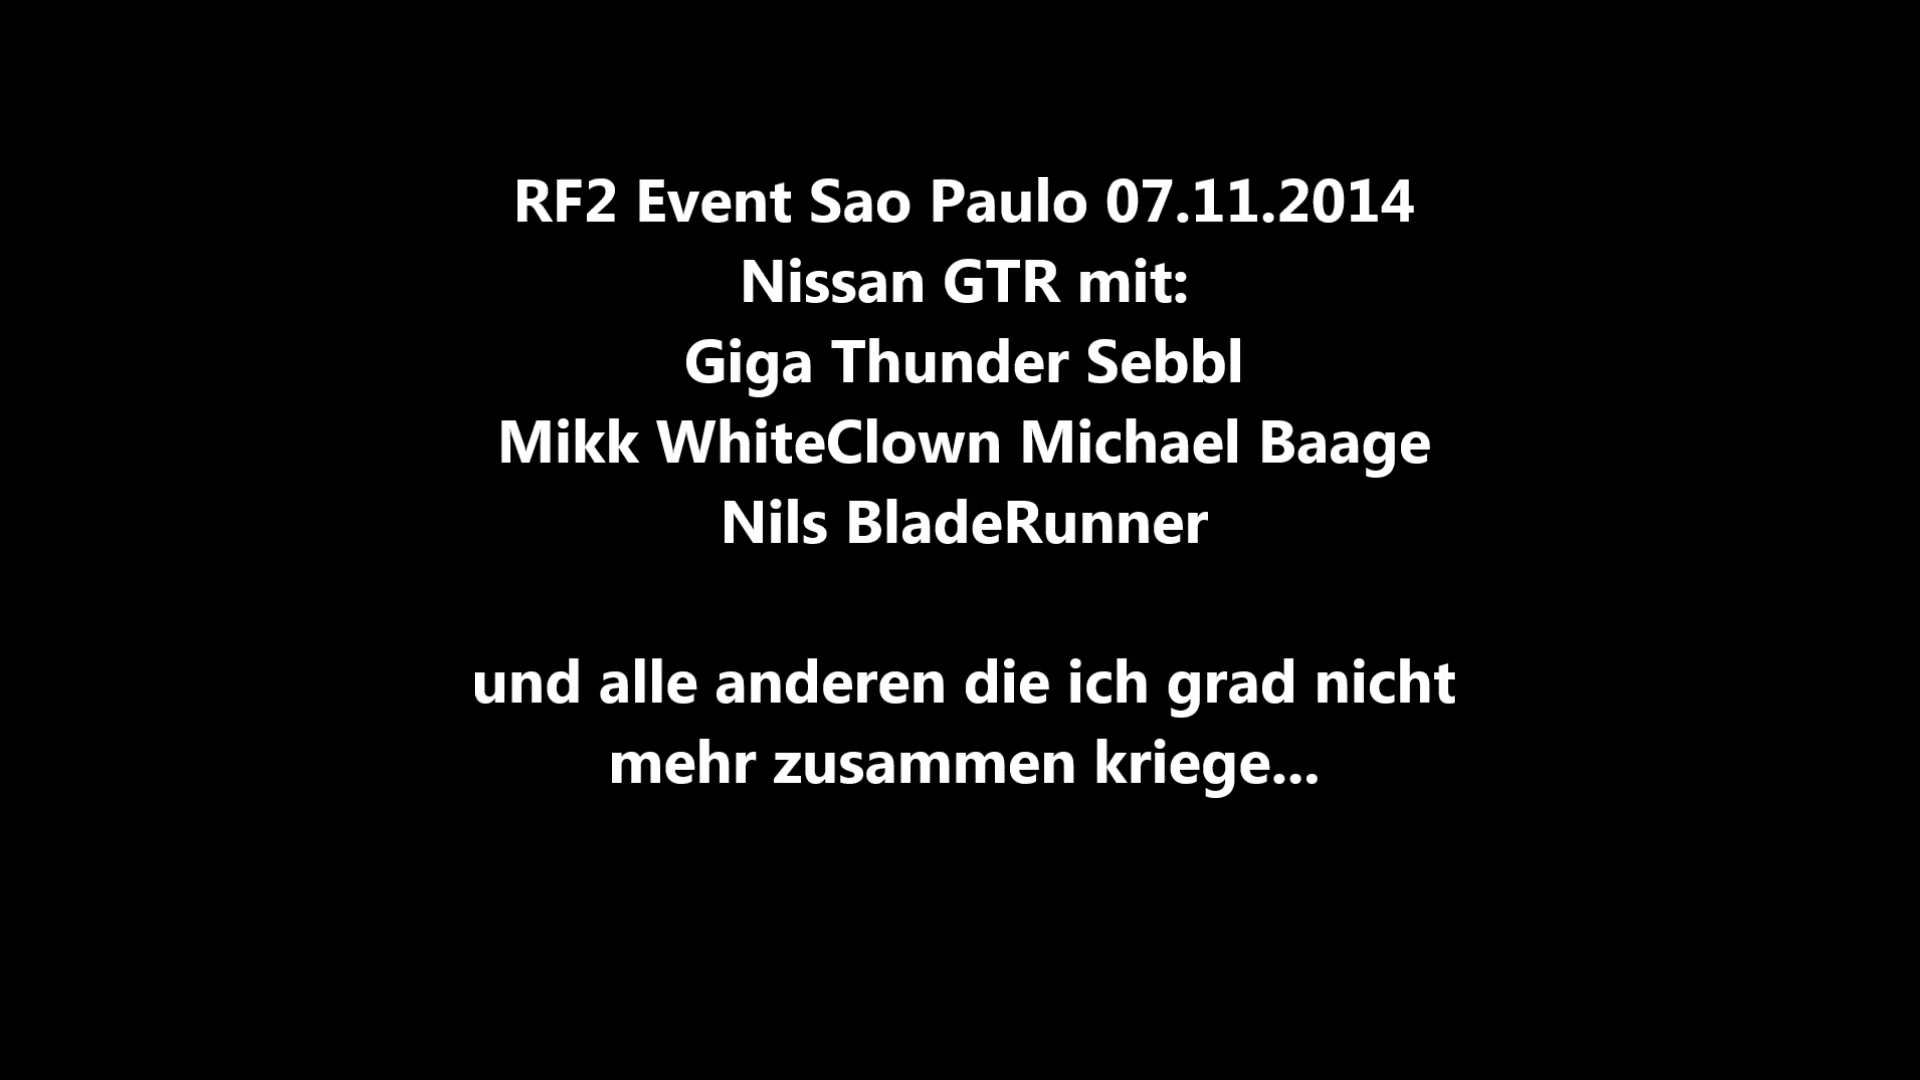 RF2 Event Sao Paulo 07.11.2014
Nissan GTR mit:
Giga Thunder Sebbl
Mikk WhiteClown Michael Baage
Nils BladeRunner
und alle anderen die ich grad nicht
mehr zusammen kriege...